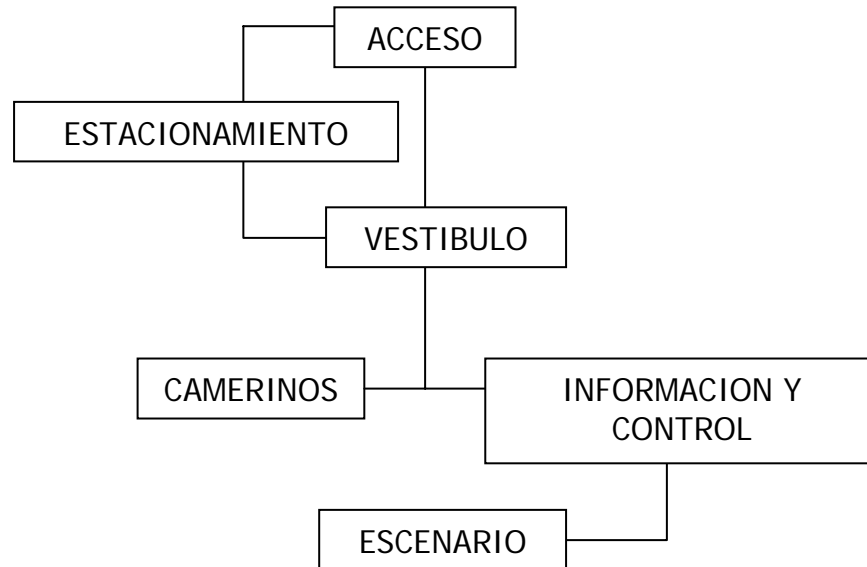 ACCESO
ESTACIONAMIENTO
VESTIBULO
CAMERINOS
INFORMACION Y
CONTROL
ESCENARIO